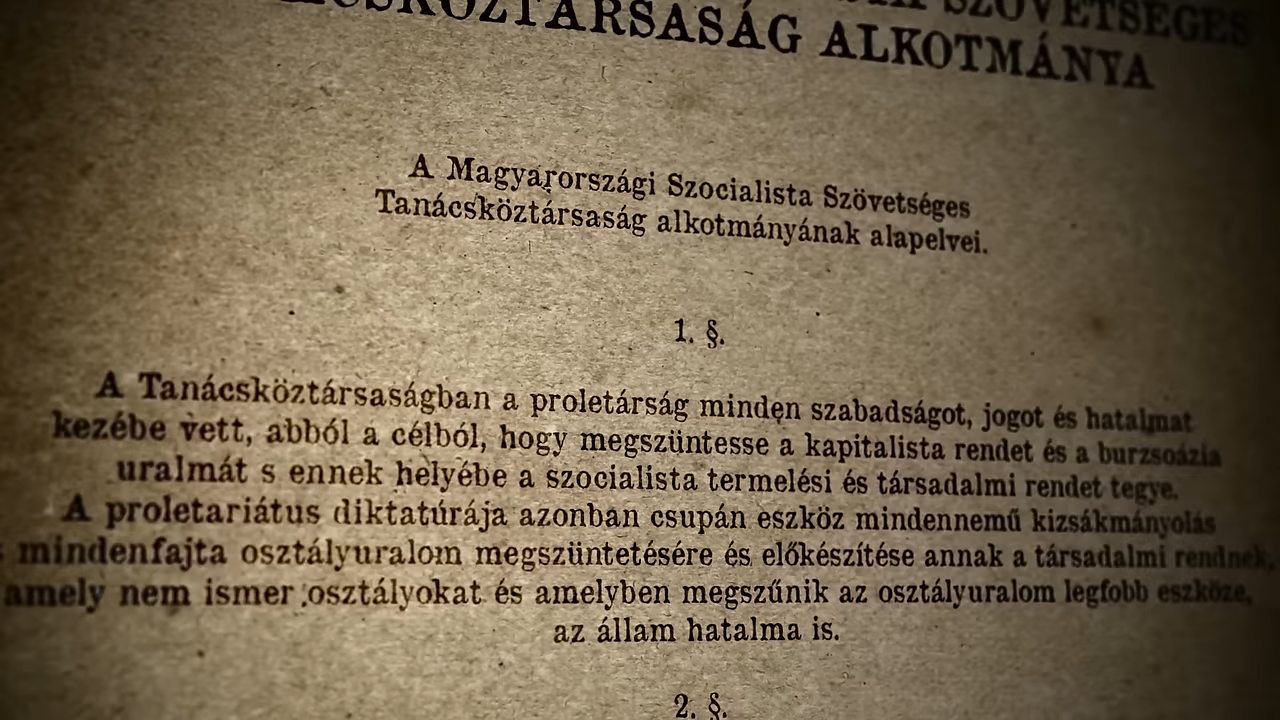 SZÖVETSÉGES
ALKOTMÁNYA
A Magyarországi Szocialista Szövetséges
Tanácsköztársaság alkotmányának alapelvei.
1. §.
A Tanácsköztársaságban a proletárság minden szabadságot, jogot és hatalmat
kezébe vett, abból a célból, hogy megszüntesse a kapitalista rendet és a burzsoázia
uralmát s ennek helyébe a szocialista termelési és társadalmi rendet tegye.
A proletariátus diktatúrája azonban csupán eszköz mindennemű kizsákmányolás
s mindenfajta osztályuralom megszüntetésére és előkészítése annak a társadalmi rendnek,
amely nem ismer osztályokat és amelyben megszűnik az osztályuralom legfobb eszköze,
az állam hatalma is.
2. §.